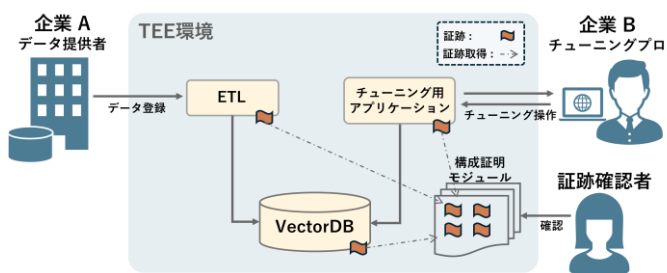 企業 A
データ提供者
TEE環境
証跡：
証跡取得：
企業 B
チューニングプロ
ETL
チューニング用
アプリケーション
データ登録
チューニング操作
構成証明
モジュール
証跡確認者
VectorDB
確認